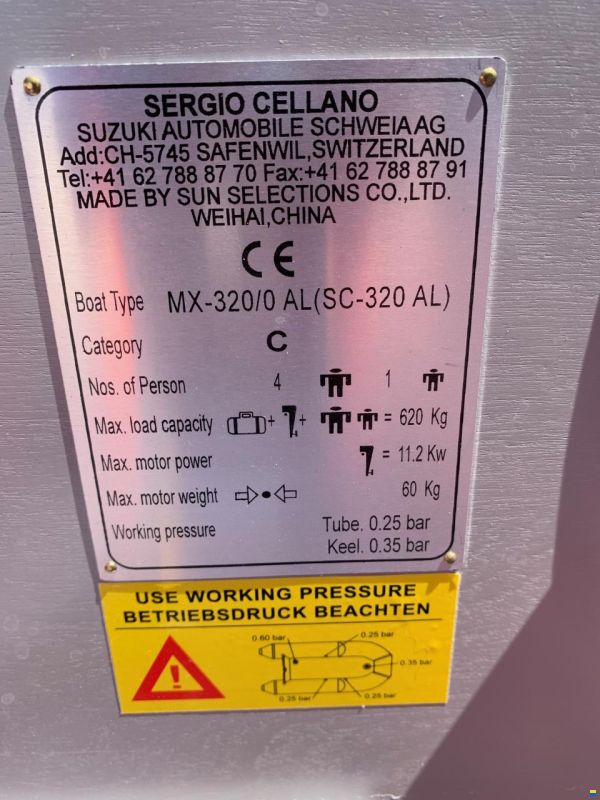 SERGIO CELLANO
SUZUKI AUTOMOBILE SCHWEIAAG
Add:CH-5745 SAFENWIL,SWITZERLAND
Tel:+41 62 788 87 70 Fax:+41 62 788 87 91
MADE BY SUN SELECTIONS CO.,LTD.
WEIHAI,CHINA
CE
Boat Type MX-320/0 AL(SC-320 AL)
Category C
Nos. of Person 4 1
Max. load capacity + + = 620 Kg
Max. motor power = 11.2 Kw
Max. motor weight 60 Kg
Working pressure Tube. 0.25 bar
Keel. 0.35 bar
USE WORKING PRESSURE
BETRIEBSDRUCK BEACHTEN
!
0.60 bar 0.25 bar
0.35 bar
0.25 bar 0.25 bar